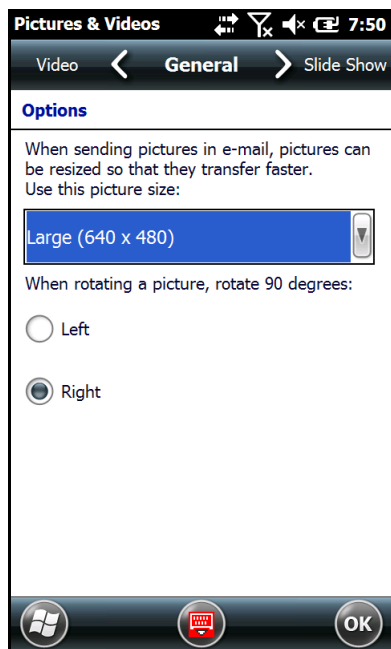 Pictures & Videos 7:50
Video General Slide Show
Options
When sending pictures in e-mail, pictures can
be resized so that they transfer faster.
Use this picture size:
Large (640 x 480)
When rotating a picture, rotate 90 degrees:
Left
Right
OK